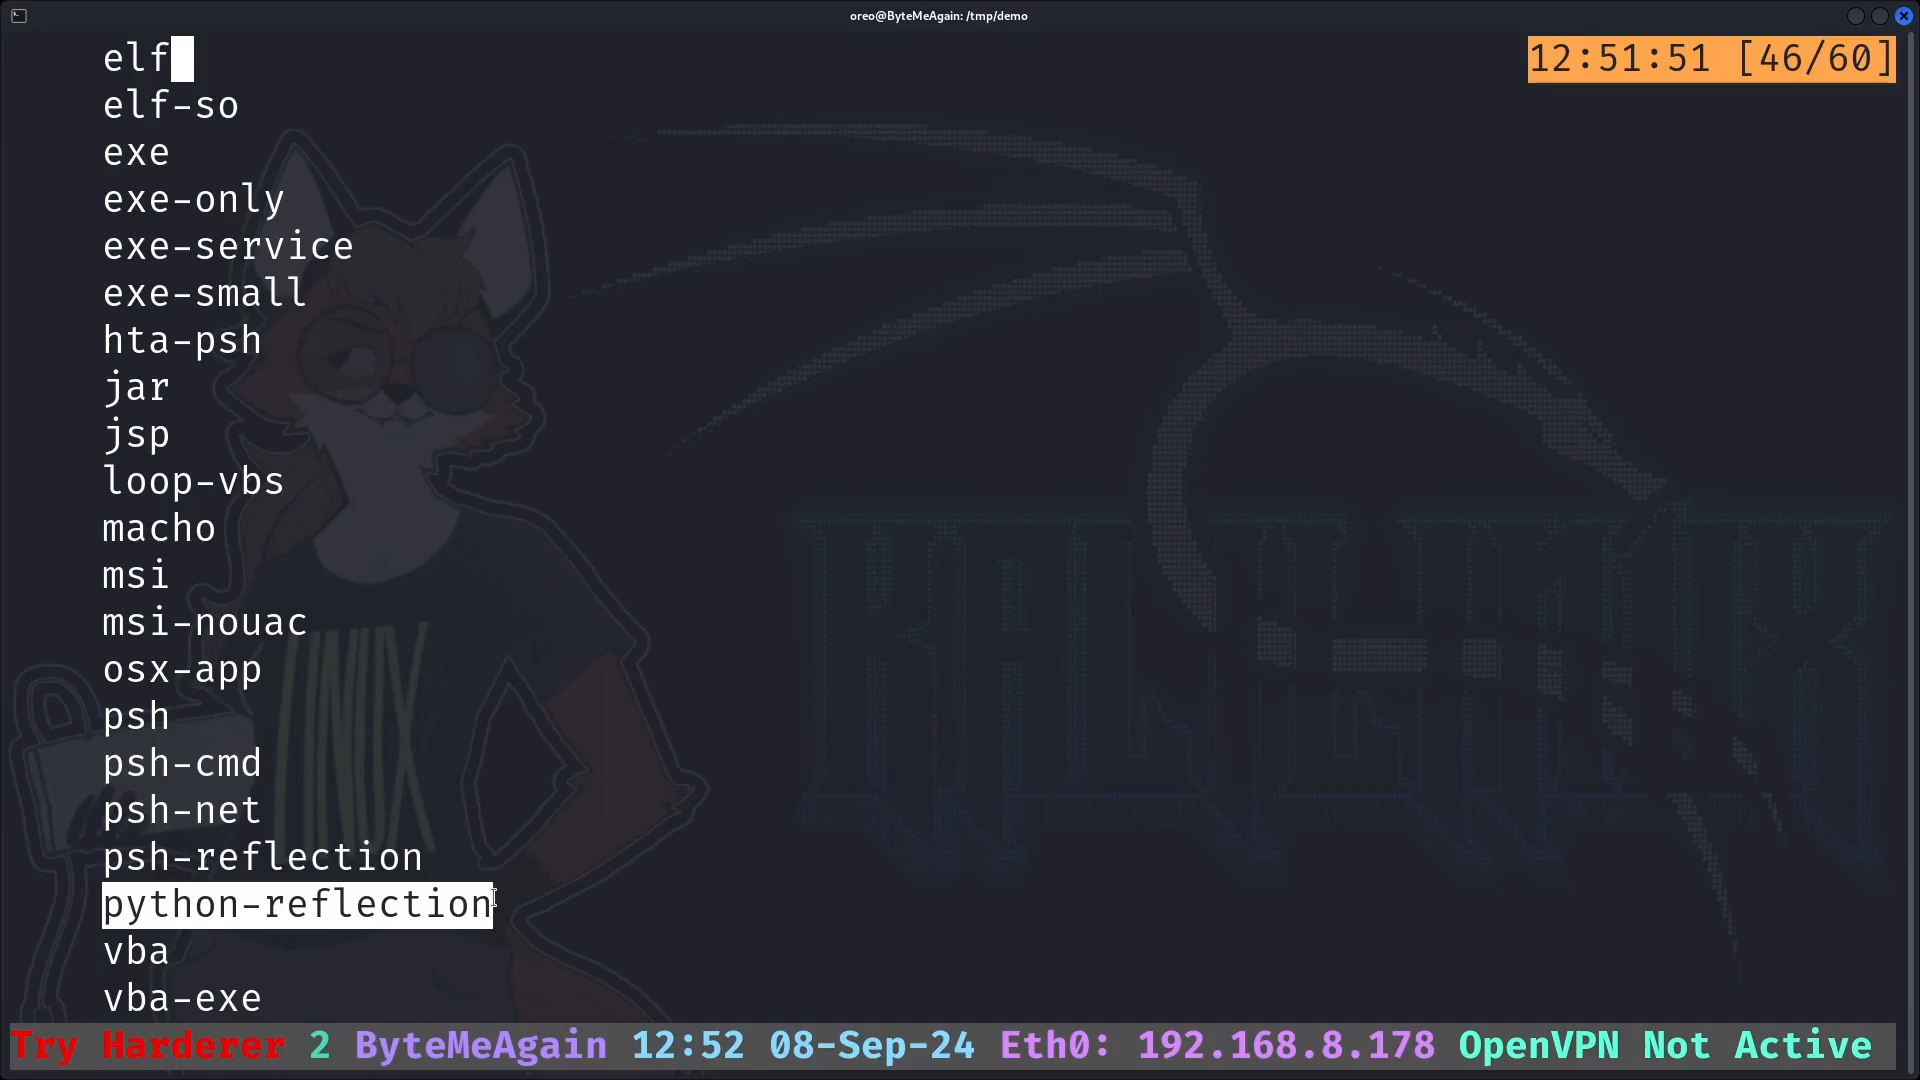 oreo@ByteMeAgain: /tmp/demo
elf
12:51:51 [46/60]
elf-so
exe
exe-only
exe-service
exe-small
hta-psh
jar
jsp
loop-vbs
macho
msi
msi-nouac
osx-app
psh
psh-cmd
psh-net
psh-reflection
python-reflection
vba
vba-exe
Try Harderer 2 ByteMeAgain 12:52 08-Sep-24 Eth0: 192.168.8.178 OpenVPN Not Active